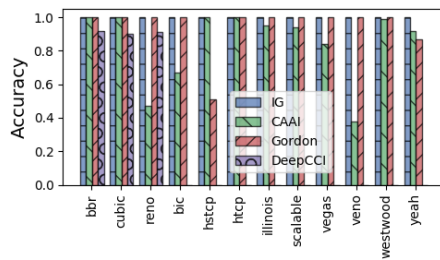 Accuracy
1.0
0.8
0.6
0.4
0.2
0.0
IG
CAAI
Gordon
DeepCCI
bbr
cubic
reno
bic
hstcp
htcp
illinois
scalable
vegas
veno
westwood
yeah